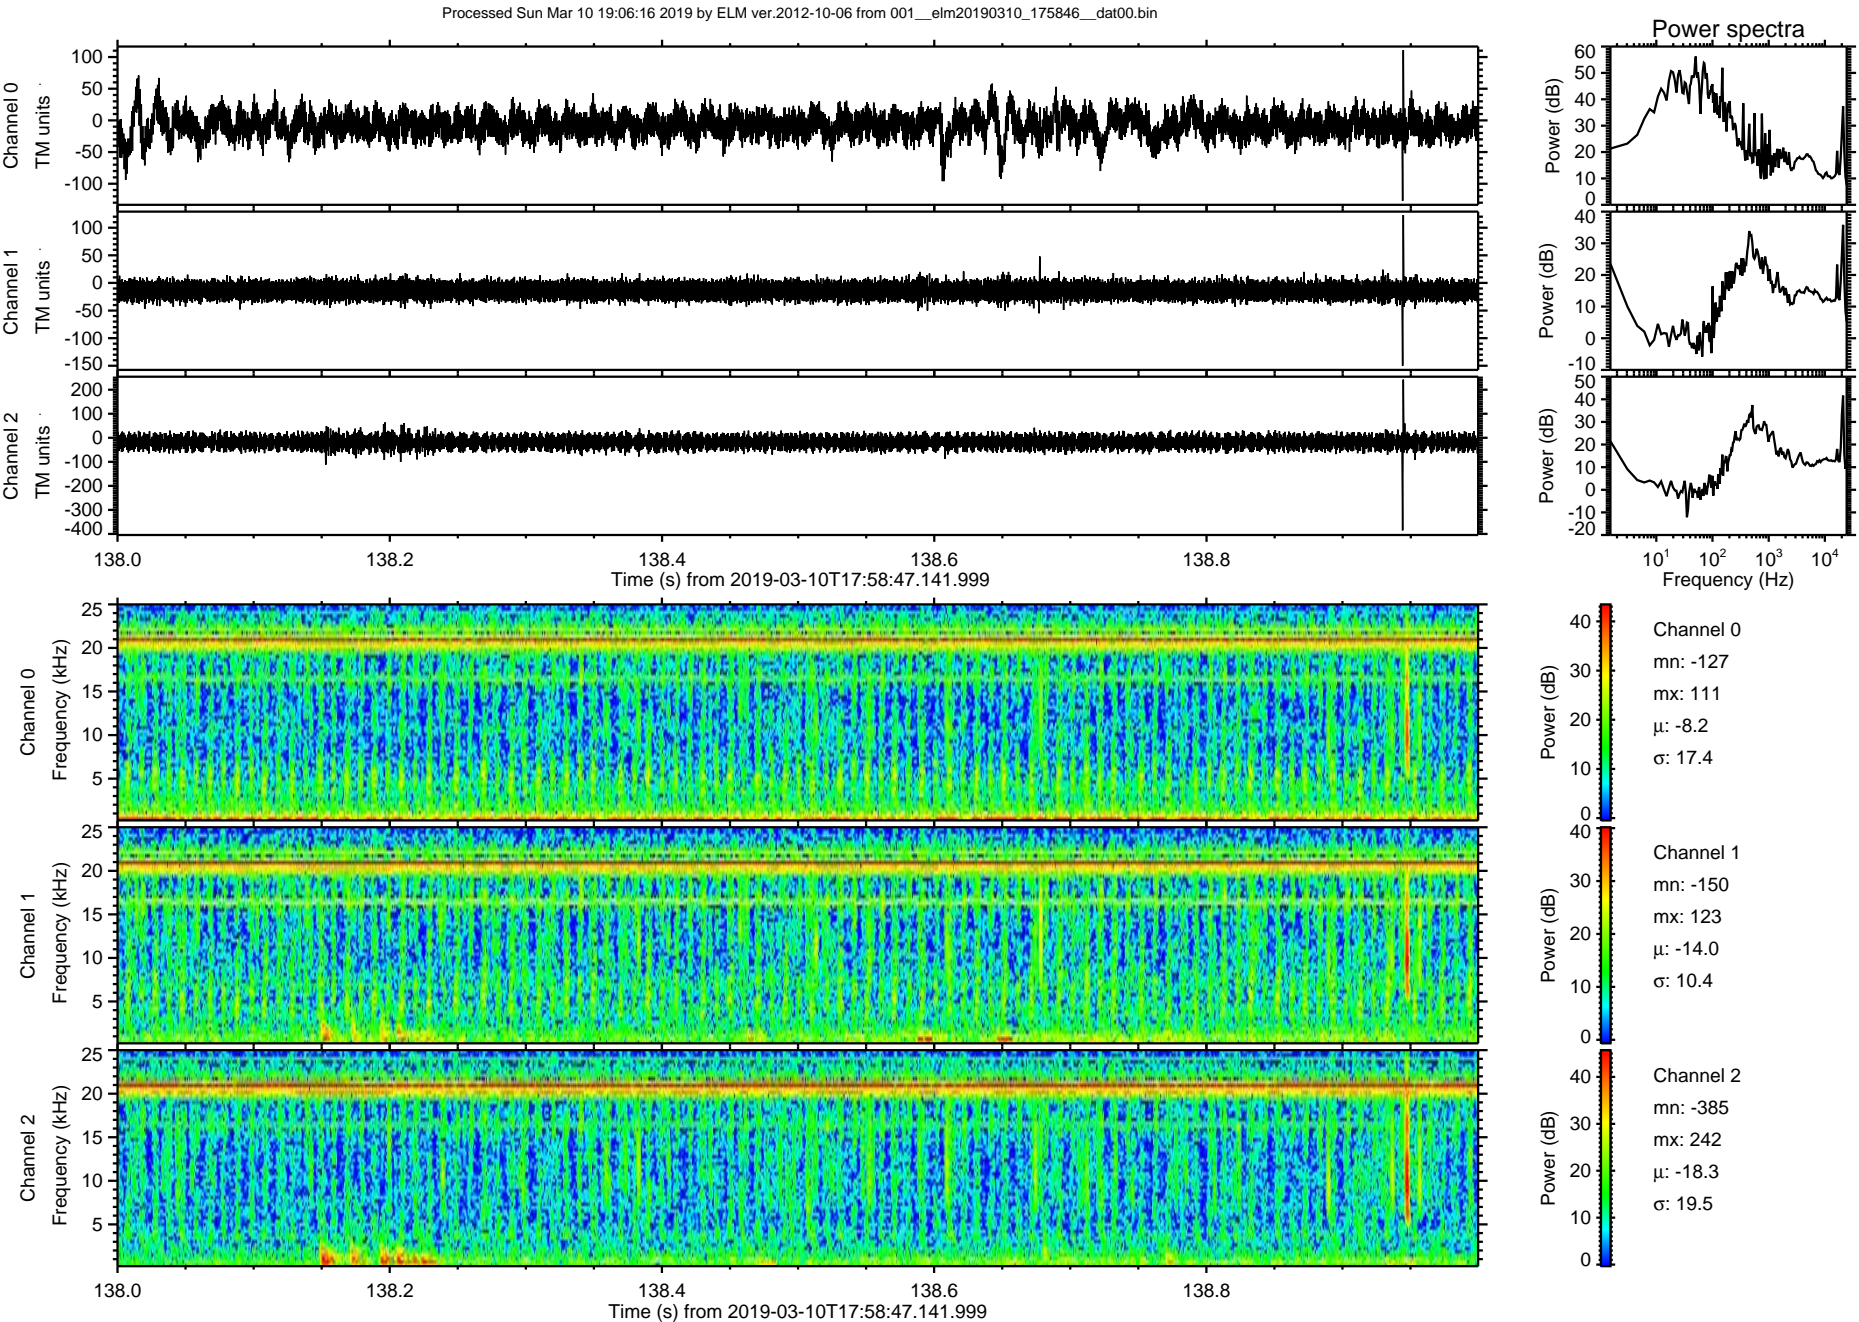 Processed Sun Mar 10 19:06:16 2019 by ELM ver.2012-10-06 from 001__elm20190310_175846__dat00.bin
Power spectra
Channel 0
TM units
100
50
0
-50
-100
Power (dB)
60
50
40
30
20
10
0
Channel 1
TM units
100
50
0
-50
-100
-150
Power (dB)
40
30
20
10
0
-10
Channel 2
TM units
200
100
0
-100
-200
-300
-400
Power (dB)
50
40
30
20
10
0
-10
-20
138.0 138.2 138.4 138.6 138.8
Time (s) from 2019-03-10T17:58:47.141.999
10^1 10^2 10^3 10^4
Frequency (Hz)
Channel 0
Frequency (kHz)
25
20
15
10
5
Power (dB)
40
30
20
10
0
Channel 0
mn: -127
mx: 111
µ: -8.2
σ: 17.4
Channel 1
Frequency (kHz)
25
20
15
10
5
Power (dB)
40
30
20
10
0
Channel 1
mn: -150
mx: 123
µ: -14.0
σ: 10.4
Channel 2
Frequency (kHz)
25
20
15
10
5
Power (dB)
40
30
20
10
0
Channel 2
mn: -385
mx: 242
µ: -18.3
σ: 19.5
138.0 138.2 138.4 138.6 138.8
Time (s) from 2019-03-10T17:58:47.141.999